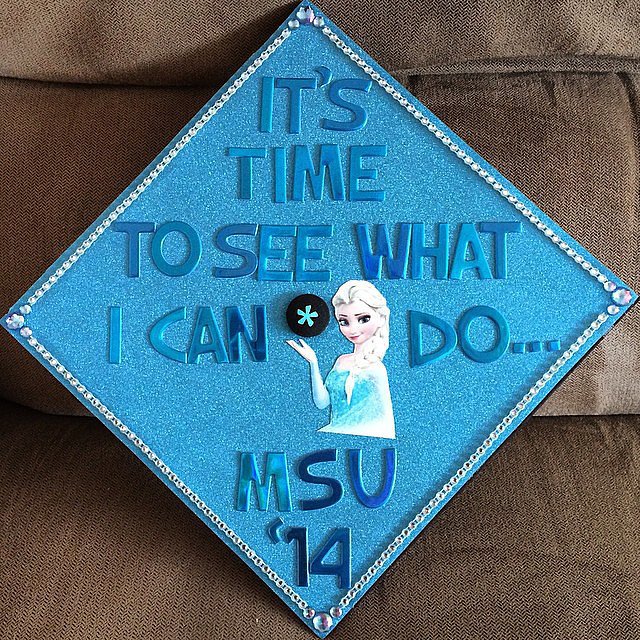 IT'S
TIME
TO SEE WHAT
I CAN DO...
MSU
'14